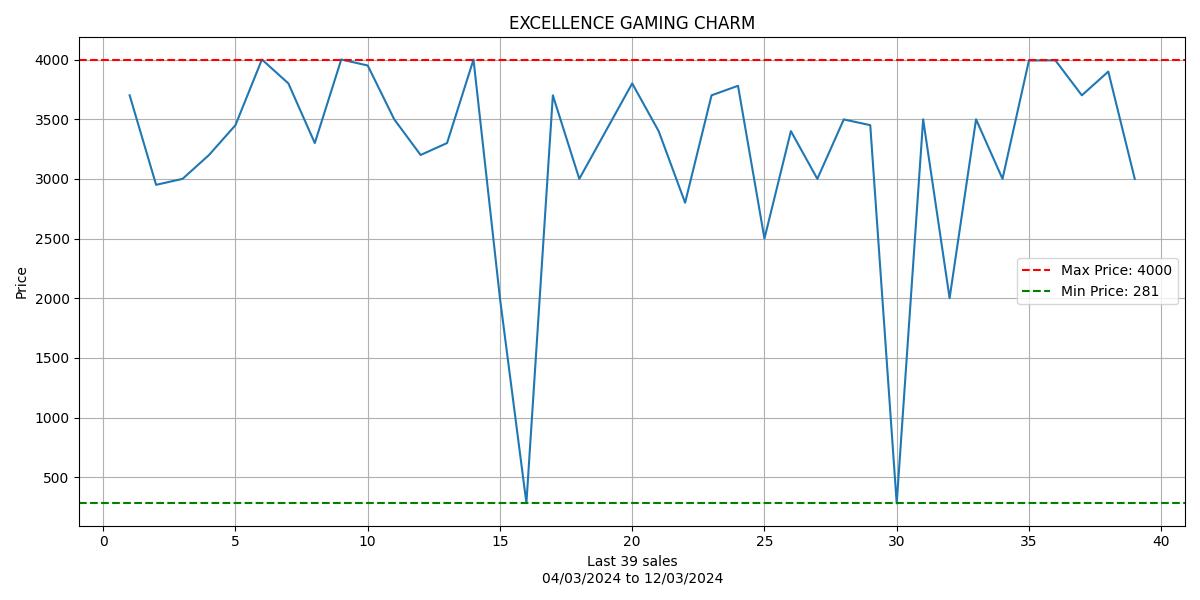 EXCELLENCE GAMING CHARM
Price
4000
3500
3000
2500
2000
1500
1000
500
Max Price: 4000
Min Price: 281
0 5 10 15 20 25 30 35 40
Last 39 sales
04/03/2024 to 12/03/2024